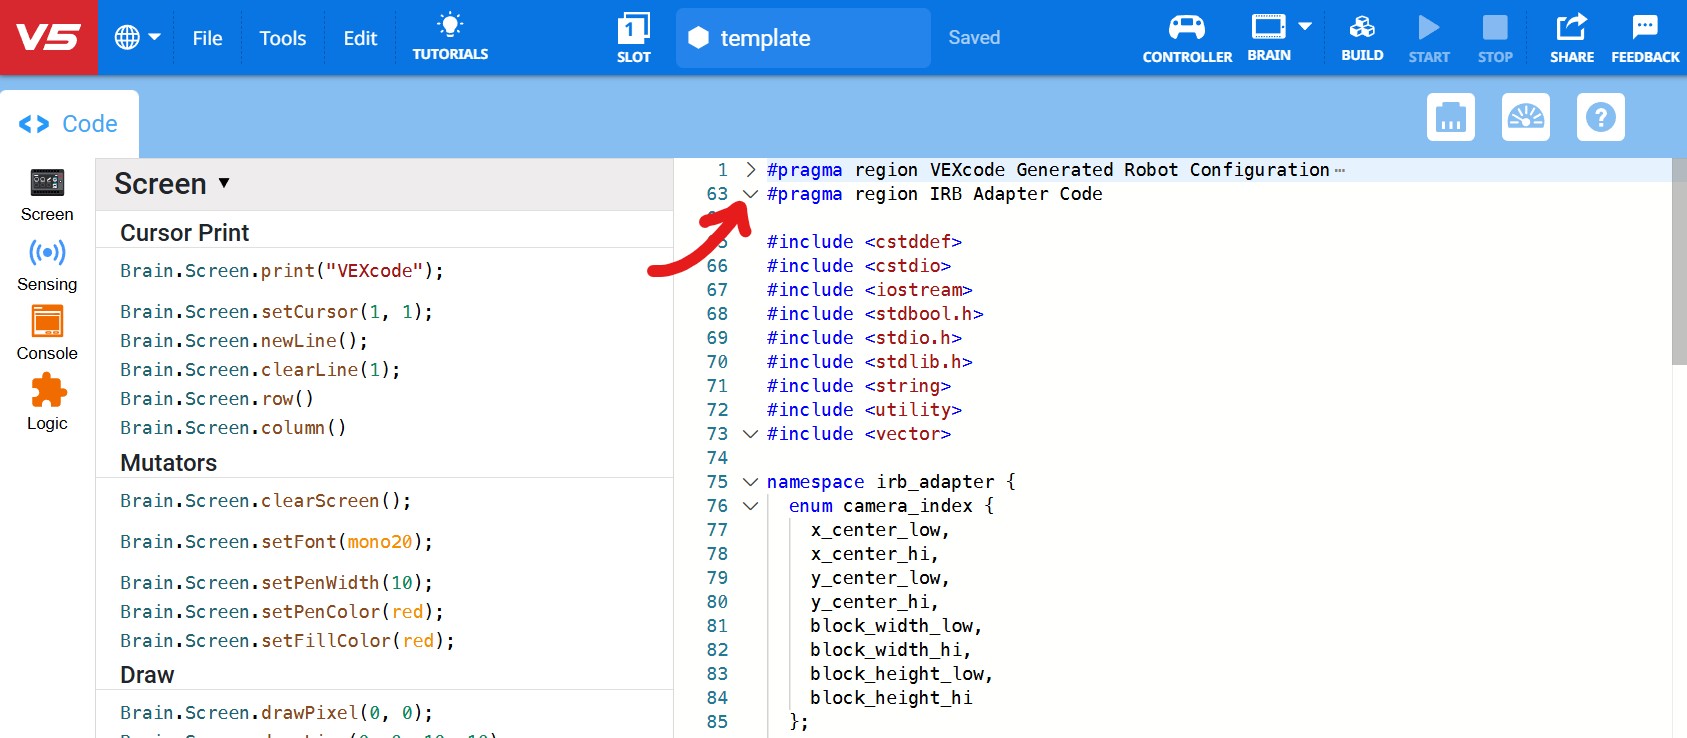 V5
File
Tools
Edit
TUTORIALS
1
SLOT
template
Saved
CONTROLLER
BRAIN
BUILD
START
STOP
SHARE
FEEDBACK
<> Code
?
Screen
Sensing
Console
Logic
Screen ▼
Cursor Print
Brain.Screen.print("VEXcode");
Brain.Screen.setCursor(1, 1);
Brain.Screen.newLine();
Brain.Screen.clearLine(1);
Brain.Screen.row()
Brain.Screen.column()
Mutators
Brain.Screen.clearScreen();
Brain.Screen.setFont(mono20);
Brain.Screen.setPenWidth(10);
Brain.Screen.setPenColor(red);
Brain.Screen.setFillColor(red);
Draw
Brain.Screen.drawPixel(0, 0);
1 #pragma region VEXcode Generated Robot Configuration ⋯
63 #pragma region IRB Adapter Code
#include <cstddef>
66 #include <cstdio>
67 #include <iostream>
68 #include <stdbool.h>
69 #include <stdio.h>
70 #include <stdlib.h>
71 #include <string>
72 #include <utility>
73 #include <vector>
74
75 namespace irb_adapter {
76 enum camera_index {
77 x_center_low,
78 x_center_hi,
79 y_center_low,
80 y_center_hi,
81 block_width_low,
82 block_width_hi,
83 block_height_low,
84 block_height_hi
85 };